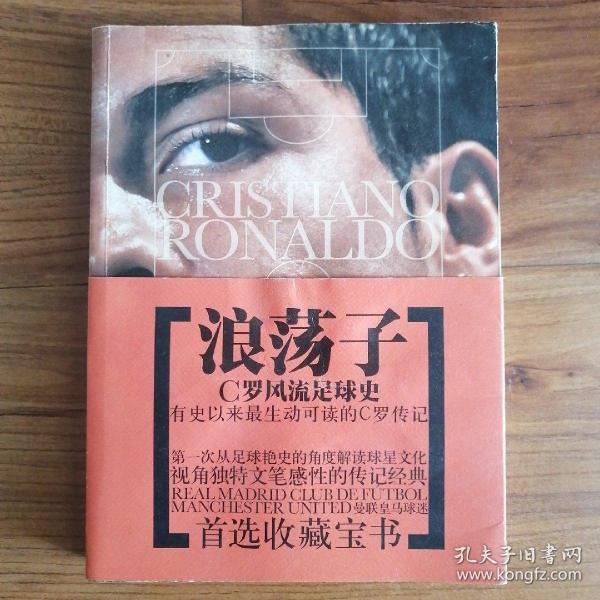 CRISTIANO
RONALDO
浪荡子
C罗风流足球史
有史以来最生动可读的C罗传记
第一次从足球艳史的角度解读球星文化
视角独特文笔感性的传记经典
REAL MADRID CLUB DE FUTBOL
MANCHESTER UNITED 曼联皇马球迷
首选收藏宝书
孔夫子旧书网
www.kongfz.com